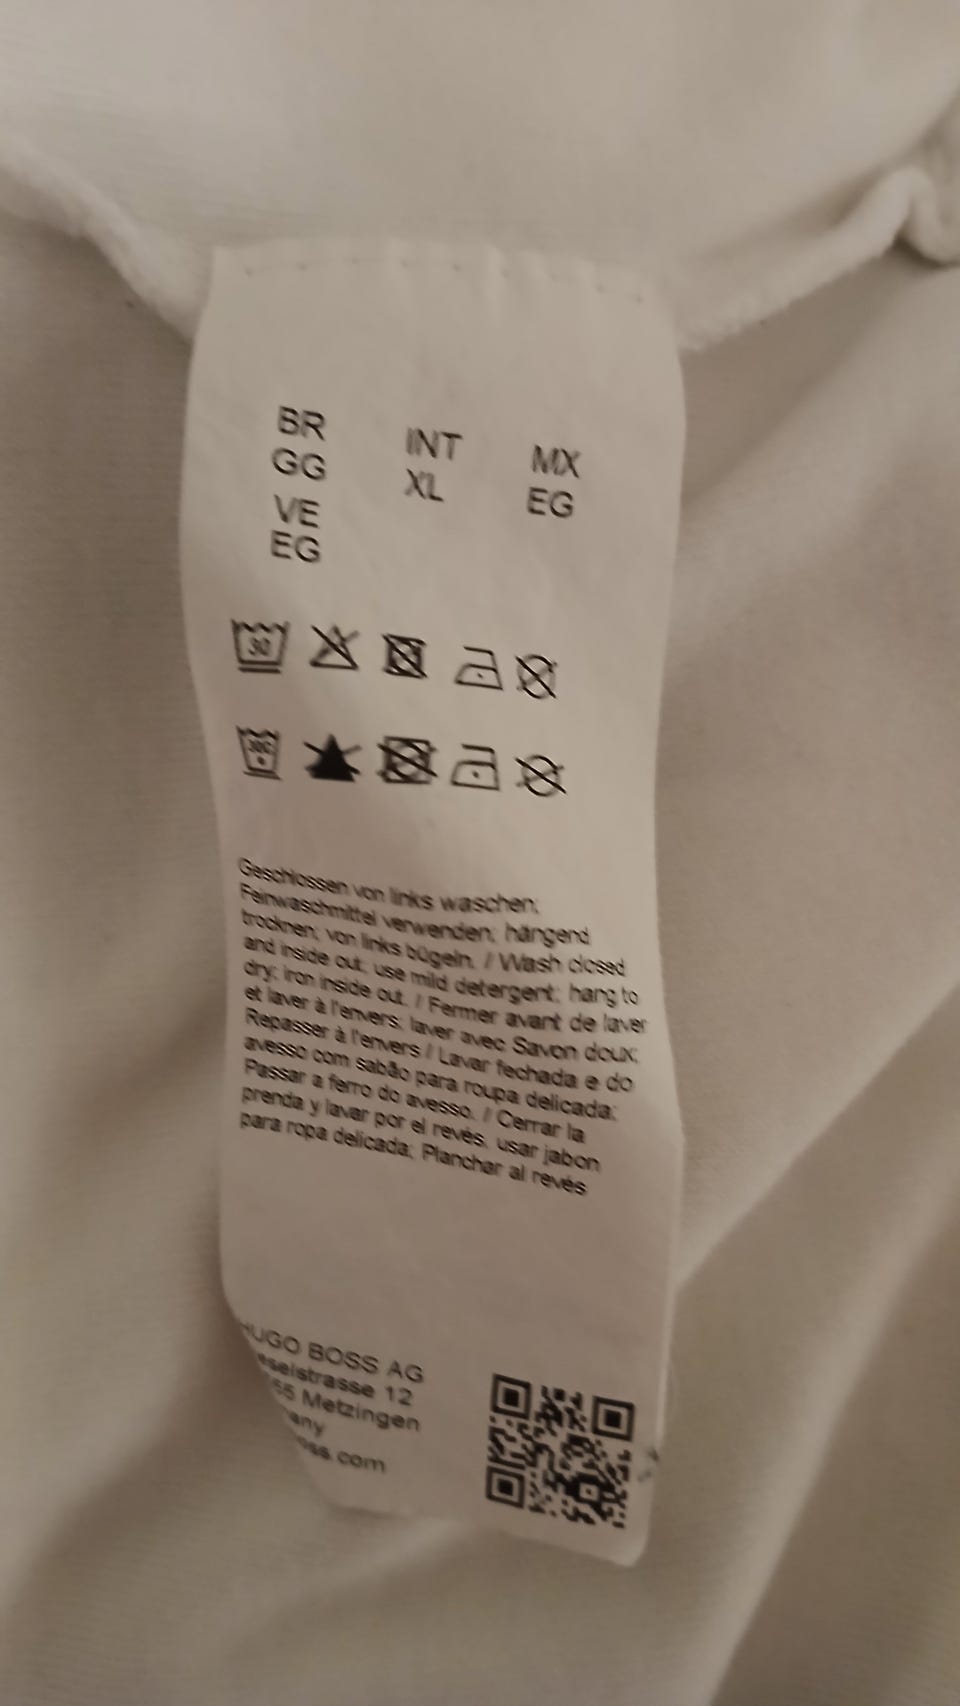 BR INT MX
GG XL EG
VE
EG
30
30C
Geschlossen von links waschen;
Feinwaschmittel verwenden; hängend
trocknen; von links bügeln. / Wash closed
and inside out; use mild detergent; hang to
dry; iron inside out. / Fermer avant de laver
et laver à l'envers; laver avec Savon doux;
Repasser à l'envers / Lavar fechada e do
avesso com sabão para roupa delicada;
Passar a ferro do avesso. / Cerrar la
prenda y lavar por el revés, usar jabon
para ropa delicada; Planchar al revés
HUGO BOSS AG
12
Metzingen